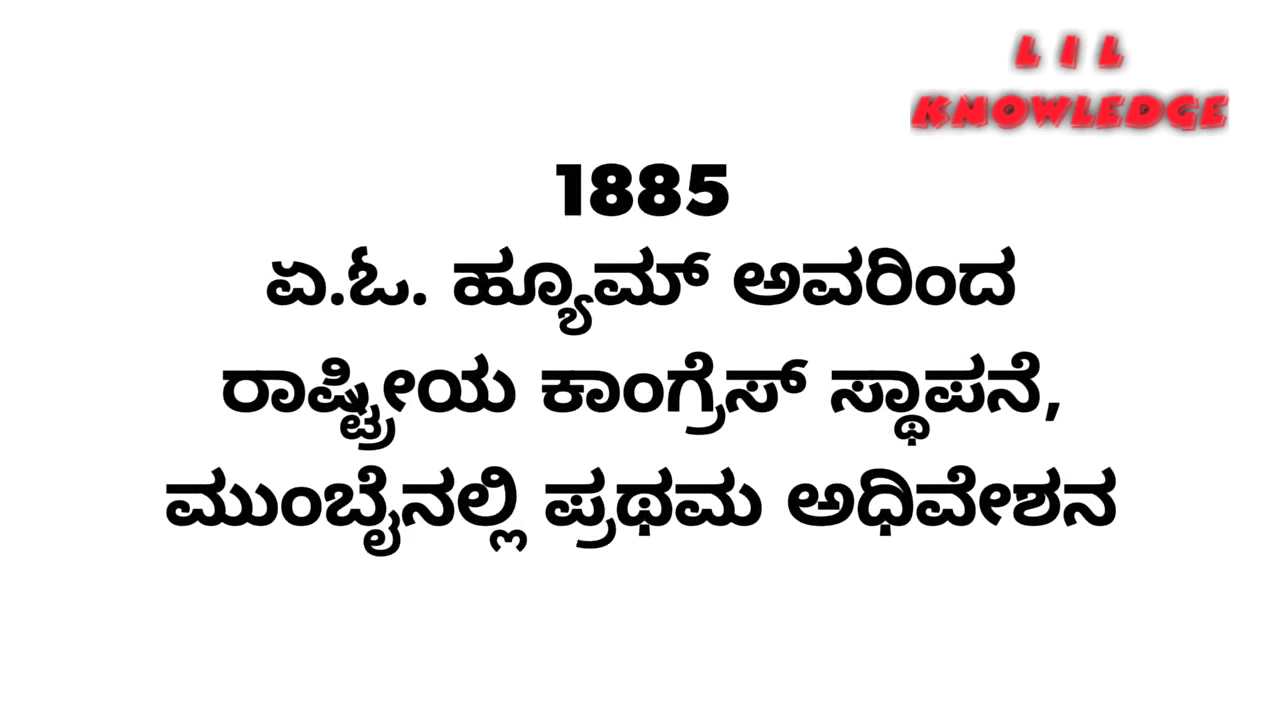 L I L
KNOWLEDGE
1885
ಏ.ಓ. ಹ್ಯೂಮ್ ಅವರಿಂದ
ರಾಷ್ಟ್ರೀಯ ಕಾಂಗ್ರೆಸ್ ಸ್ಥಾಪನೆ,
ಮುಂಬೈನಲ್ಲಿ ಪ್ರಥಮ ಅಧಿವೇಶನ